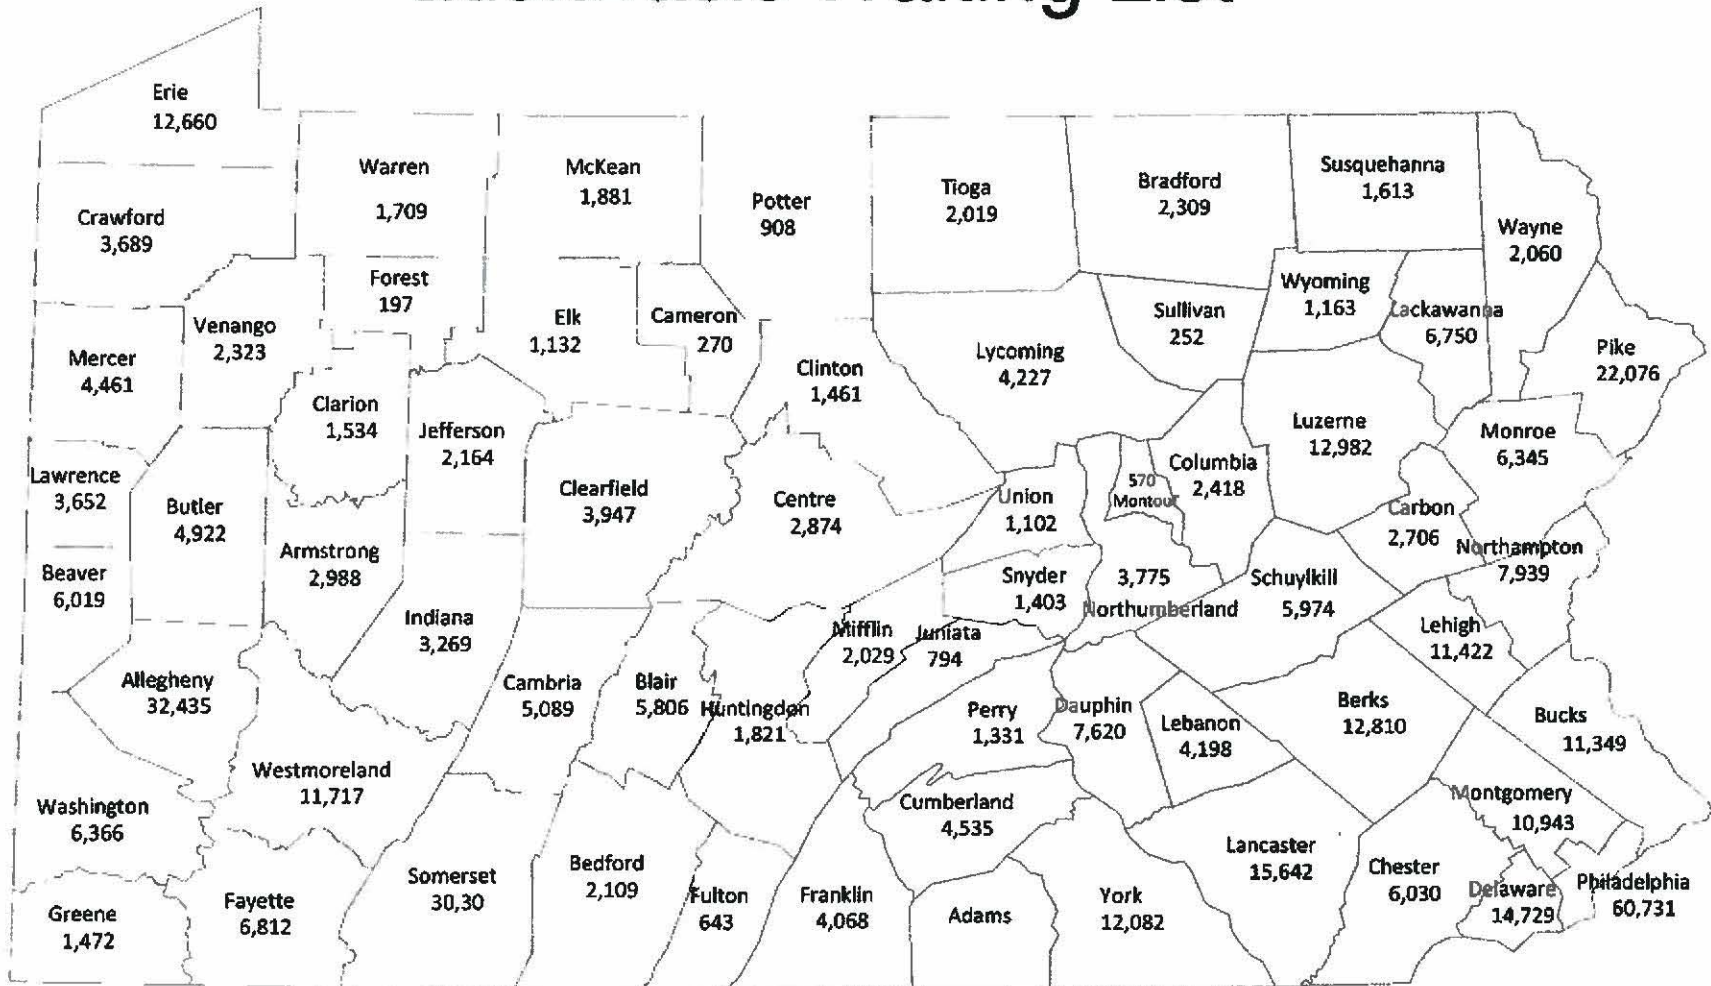 Waiting List
Erie
12,660
Warren
1,709
McKean
1,881
Potter
908
Tioga
2,019
Bradford
2,309
Susquehanna
1,613
Wayne
2,060
Crawford
3,689
Forest
197
Venango
2,323
Elk
1,132
Cameron
270
Clinton
1,461
Lycoming
4,227
Sullivan
252
Wyoming
1,163
Lackawanna
6,750
Pike
22,076
Mercer
4,461
Clarion
1,534
Jefferson
2,164
Clearfield
3,947
Centre
2,874
Union
1,102
570
Montour
Columbia
2,418
Luzerne
12,982
Monroe
6,345
Lawrence
3,652
Butler
4,922
Armstrong
2,988
Carbon
2,706
Northampton
7,939
Beaver
6,019
Indiana
3,269
Snyder
1,403
3,775
Northumberland
Schuylkill
5,974
Lehigh
11,422
Mifflin
2,029
Juniata
794
Allegheny
32,435
Cambria
5,089
Blair
5,806
Huntingdon
1,821
Perry
1,331
Dauphin
7,620
Lebanon
4,198
Berks
12,810
Bucks
11,349
Westmoreland
11,717
Washington
6,366
Cumberland
4,535
Montgomery
10,943
Lancaster
15,642
Chester
6,030
Delaware
14,729
Philadelphia
60,731
Greene
1,472
Fayette
6,812
Somerset
30,30
Bedford
2,109
Fulton
643
Franklin
4,068
Adams
York
12,082